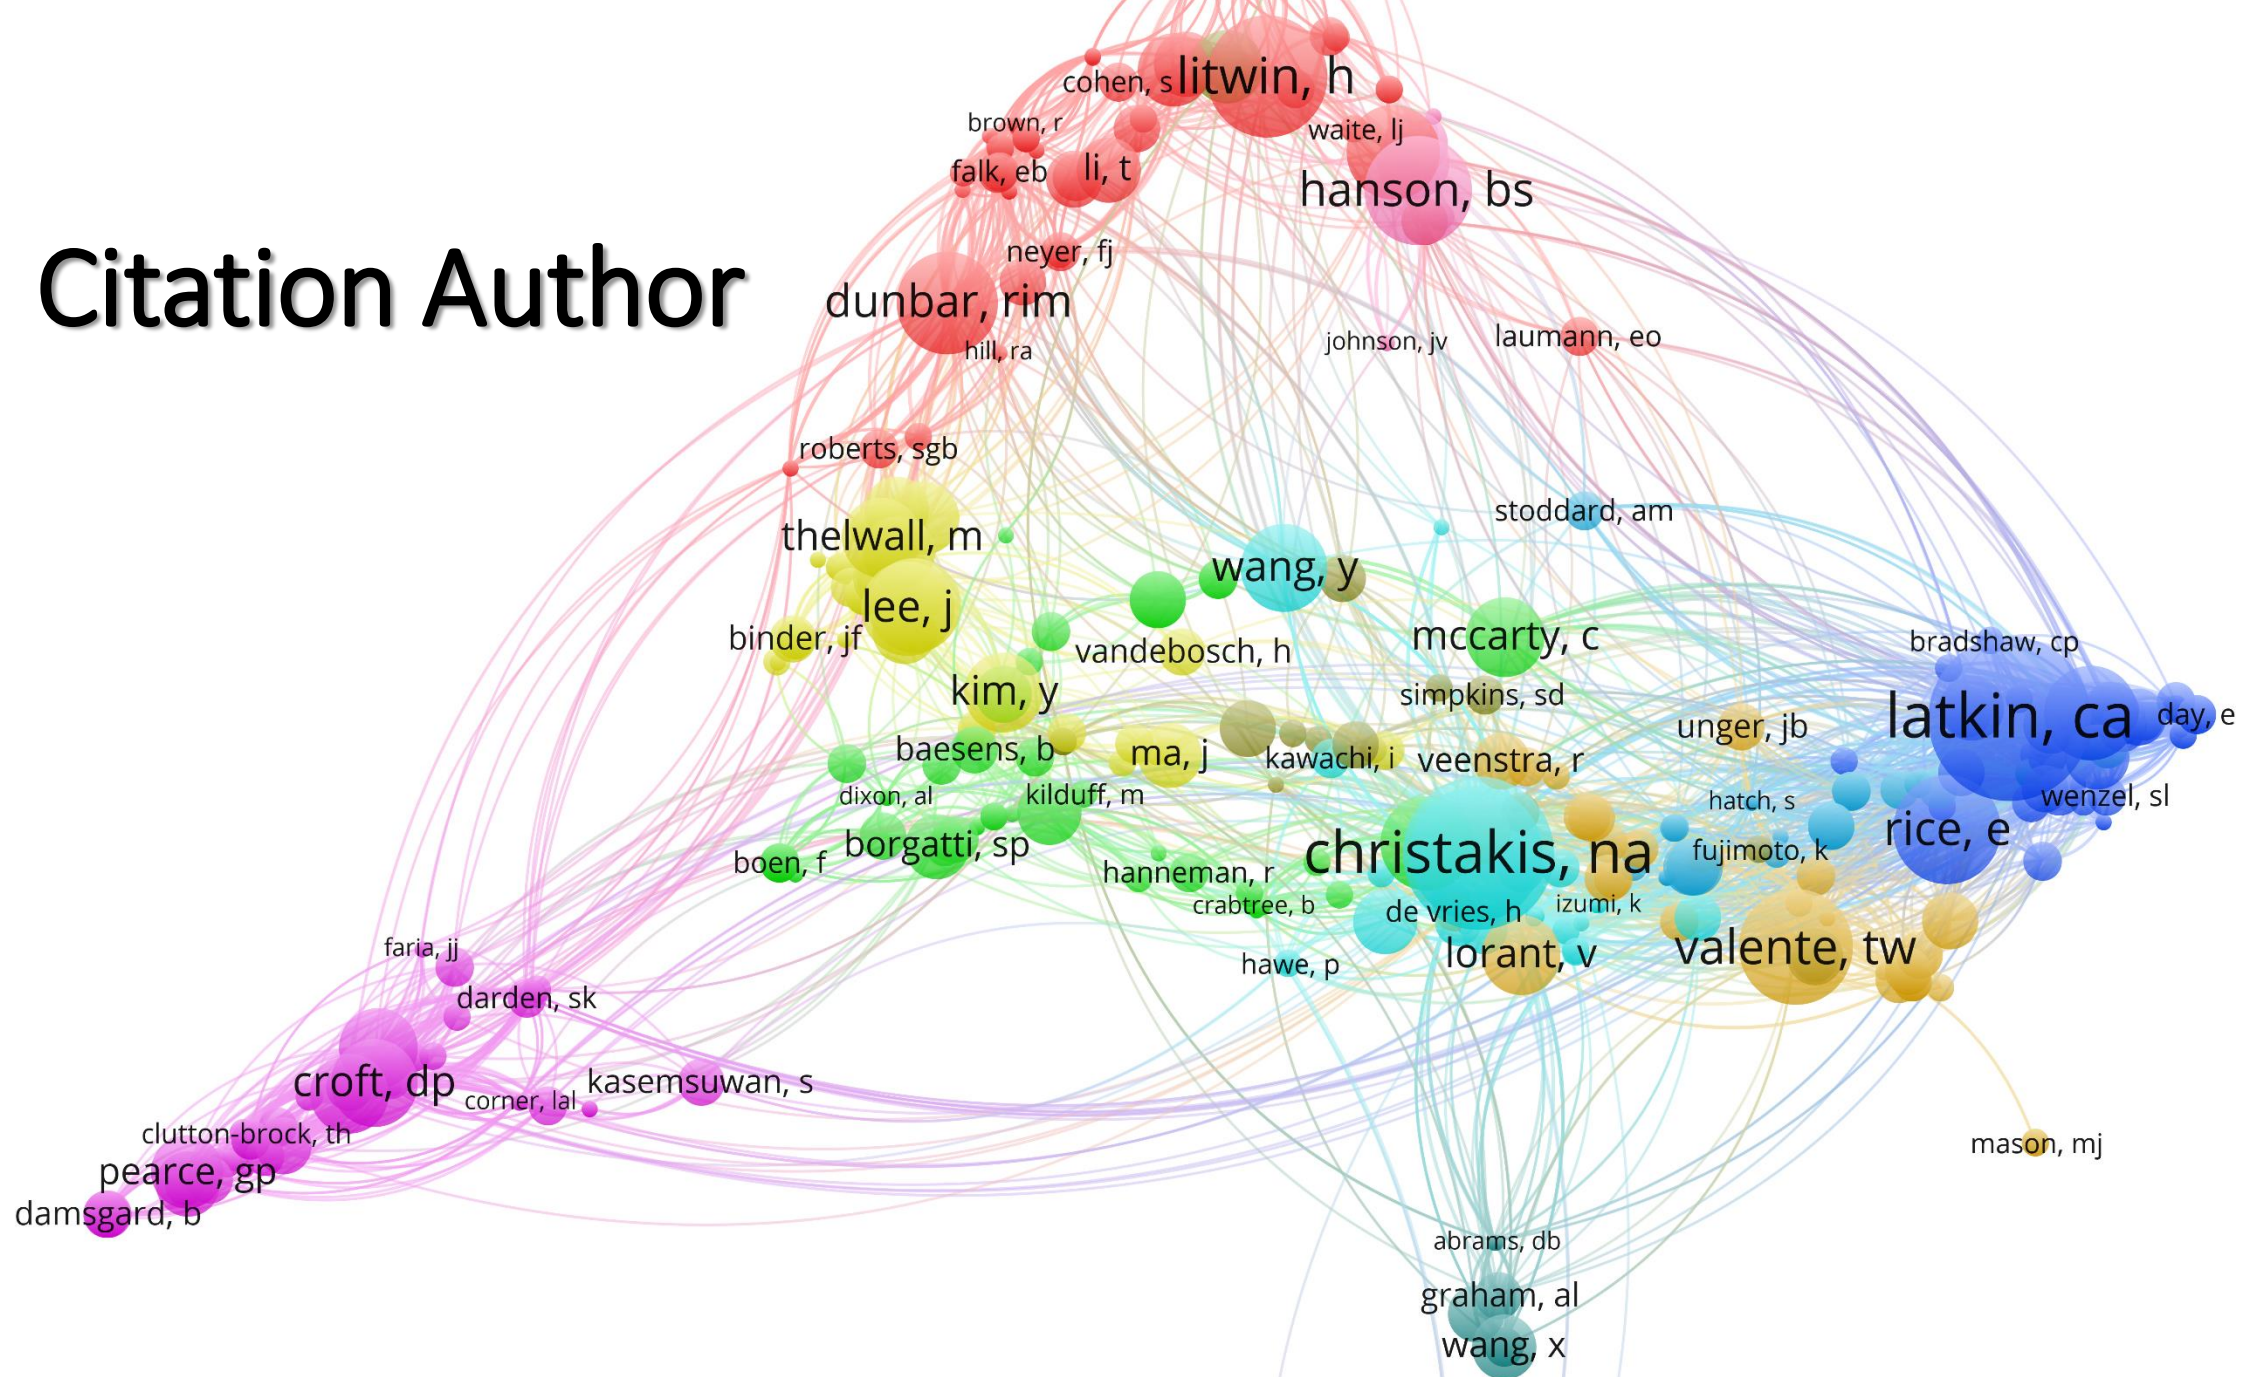 cohen, s
litwin, h
brown, r
waite, lj
falk, eb
li, t
hanson, bs
neyer, fj
Citation Author
dunbar, rim
hill, ra
johnson, jv
laumann, eo
roberts, sgb
stoddard, am
thelwall, m
wang, y
lee, j
binder, jf
vandebosch, h
mccarty, c
bradshaw, cp
kim, y
simpkins, sd
latkin, ca
day, e
unger, jb
baesens, b
ma, j
kawachi, i
veenstra, r
dixon, al
kilduff, m
hatch, s
wenzel, sl
rice, e
borgatti, sp
christakis, na
fujimoto, k
boen, f
hanneman, r
crabtree, b
de vries, h
izumi, k
faria, jj
lorant, v
valente, tw
hawe, p
darden, sk
croft, dp
corner, lal
kasemsuwan, s
clutton-brock, th
mason, mj
pearce, gp
damsgard, b
abrams, db
graham, al
wang, x